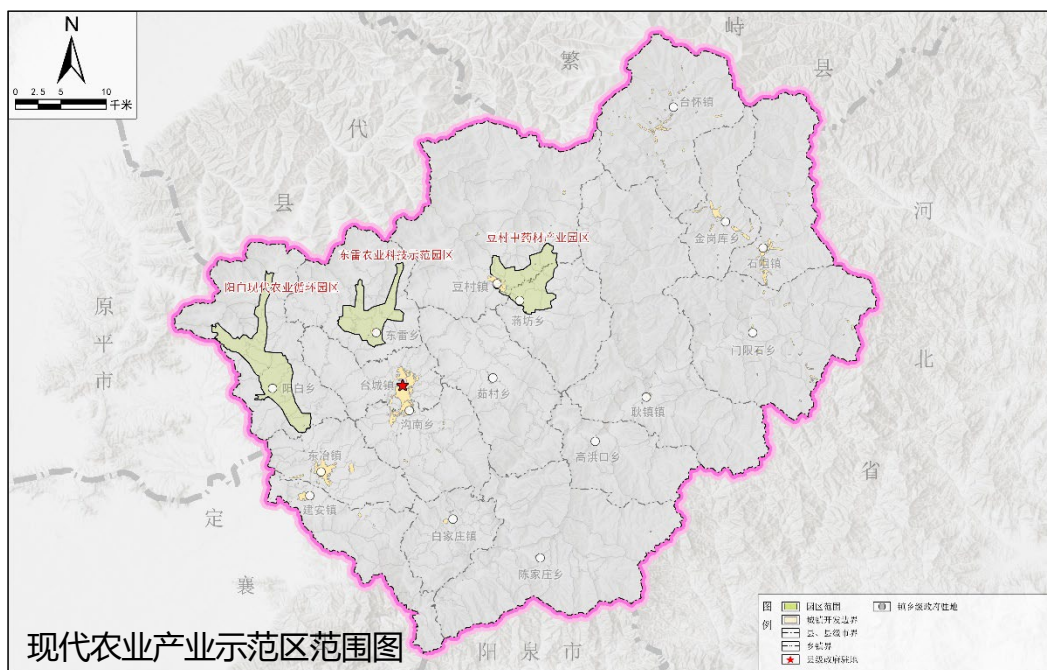 N
0 2.5 5 10
千米
繁
峙
县
代
县
原
平
市
定
襄
阳 泉 市
河
北
省
台怀镇
金岗库乡
石咀镇
门限石乡
豆村中药材产业园区
东雷农业科技示范园区
阳白现代农业循环园区
豆村镇
蒋坊乡
东雷乡
阳白乡
台城镇
茹村乡
沟南乡
耿镇镇
高洪口乡
东冶镇
建安镇
白家庄镇
陈家庄乡
现代农业产业示范区范围图
图
例
园区范围
城镇开发边界
县、县级市界
乡镇界
县级政府驻地
镇乡级政府驻地